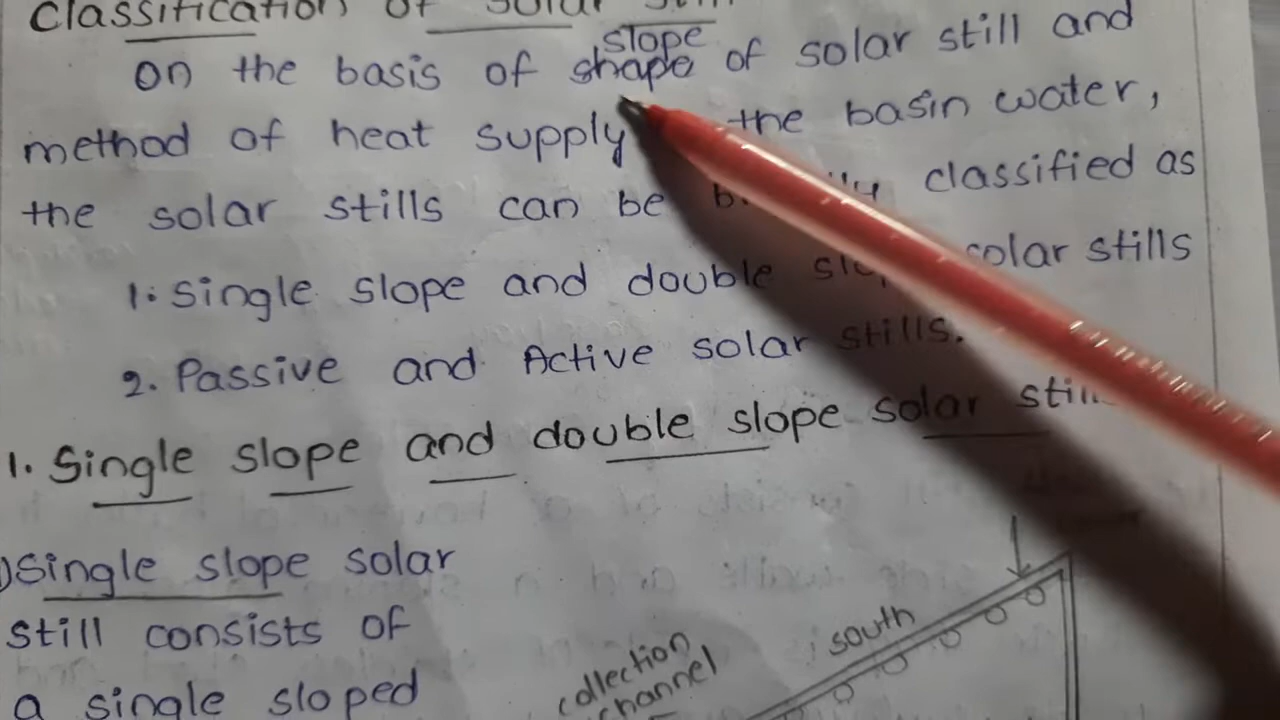 Classification of solar still
slope
on the basis of shape of solar still and
method of heat supply the basin water,
the solar stills can be classified as
1. Single slope and double solar stills
2. Passive and Active solar stills.
1. Single slope and double slope solar
Single slope solar
still consists of
a single sloped
south
collection
channel